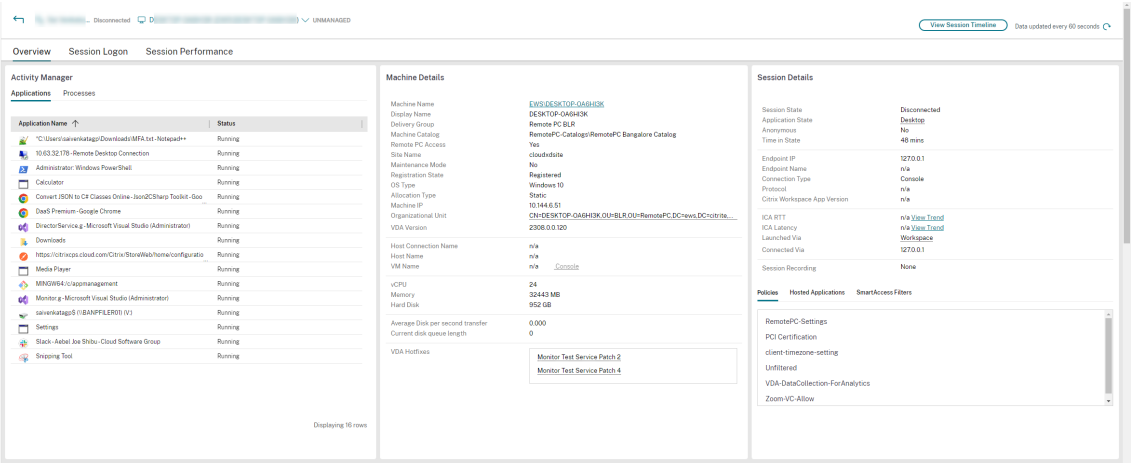 Disconnected D ) UNMANAGED
View Session Timeline Data updated every 60 seconds
Overview Session Logon Session Performance
Activity Manager
Applications Processes
Application Name Status
*C:\Users\saivenkatagp\Downloads\MFA.txt - Notepad++ Running
10.63.32.178 - Remote Desktop Connection Running
Administrator: Windows PowerShell Running
Calculator Running
Convert JSON to C# Classes Online - Json2CSharp Toolkit - Goo Running
DaaS Premium - Google Chrome Running
DirectorService.g - Microsoft Visual Studio (Administrator) Running
Downloads Running
https://citrixcps.cloud.com/Citrix/StoreWeb/home/configuratio Running
Media Player Running
MINGW64:/c/appmanagement Running
Monitor.g - Microsoft Visual Studio (Administrator) Running
saivenkatagp$ (\\BANPFILER01) (V:) Running
Settings Running
Slack - Aebel Joe Shibu - Cloud Software Group Running
Snipping Tool Running
Displaying 16 rows
Machine Details
Machine Name EWS\DESKTOP-0A6HI3K
Display Name DESKTOP-0A6HI3K
Delivery Group Remote PC BLR
Machine Catalog RemotePC-Catalogs\RemotePC Bangalore Catalog
Remote PC Access Yes
Site Name cloudxdsite
Maintenance Mode No
Registration State Registered
OS Type Windows 10
Allocation Type Static
Machine IP 10.144.6.51
Organizational Unit CN=DESKTOP-0A6HI3K,OU=BLR,OU=RemotePC,DC=ews,DC=citrite,...
VDA Version 2308.0.0.120
Host Connection Name n/a
Host Name n/a
VM Name n/a Console
vCPU 24
Memory 32443 MB
Hard Disk 952 GB
Average Disk per second transfer 0.000
Current disk queue length 0
VDA Hotfixes Monitor Test Service Patch 2
Monitor Test Service Patch 4
Session Details
Session State Disconnected
Application State Desktop
Anonymous No
Time in State 48 mins
Endpoint IP 127.0.0.1
Endpoint Name n/a
Connection Type Console
Protocol n/a
Citrix Workspace App Version n/a
ICA RTT n/a View Trend
ICA Latency n/a View Trend
Launched Via Workspace
Connected Via 127.0.0.1
Session Recording None
Policies Hosted Applications SmartAccess Filters
RemotePC-Settings
PCI Certification
client-timezone-setting
Unfiltered
VDA-DataCollection-ForAnalytics
Zoom-VC-Allow